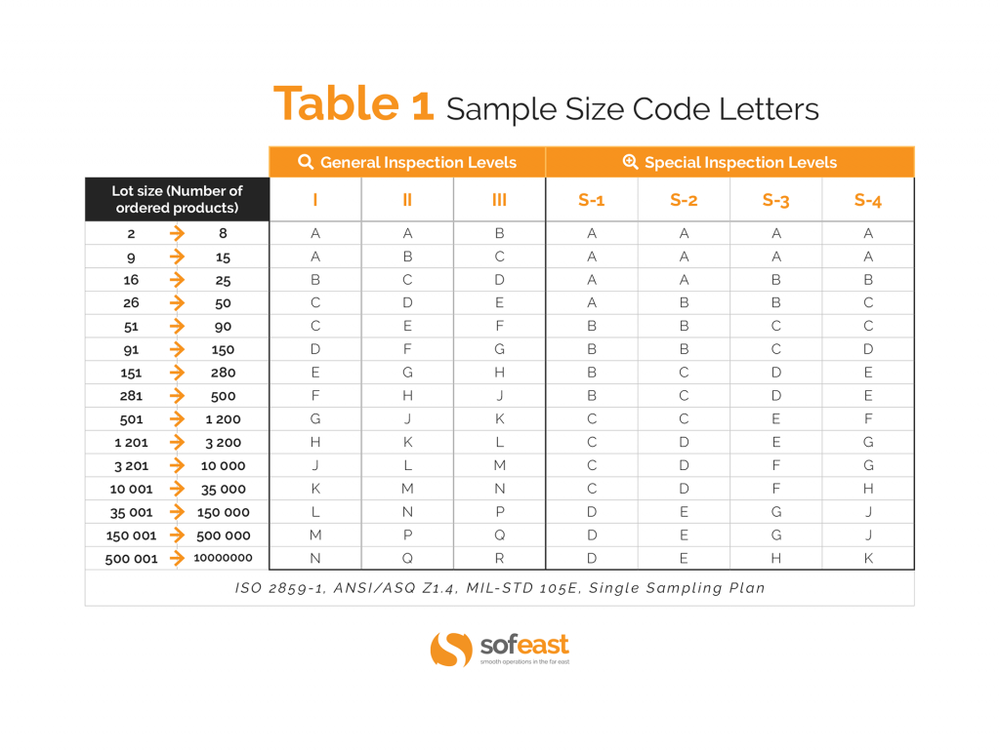 Table 1 Sample Size Code Letters
General Inspection Levels Special Inspection Levels
Lot size (Number of
ordered products) I II III S-1 S-2 S-3 S-4
2 → 8 A A B A A A A
9 → 15 A B C A A A A
16 → 25 B C D A A B B
26 → 50 C D E A B B C
51 → 90 C E F B B C C
91 → 150 D F G B B C D
151 → 280 E G H B C D E
281 → 500 F H J B C D E
501 → 1 200 G J K C C E F
1 201 → 3 200 H K L C D E G
3 201 → 10 000 J L M C D F G
10 001 → 35 000 K M N C D F H
35 001 → 150 000 L N P D E G J
150 001 → 500 000 M P Q D E G J
500 001 → 10000000 N Q R D E H K
ISO 2859-1, ANSI/ASQ Z1.4, MIL-STD 105E, Single Sampling Plan
sofeast
smooth operations in the far east